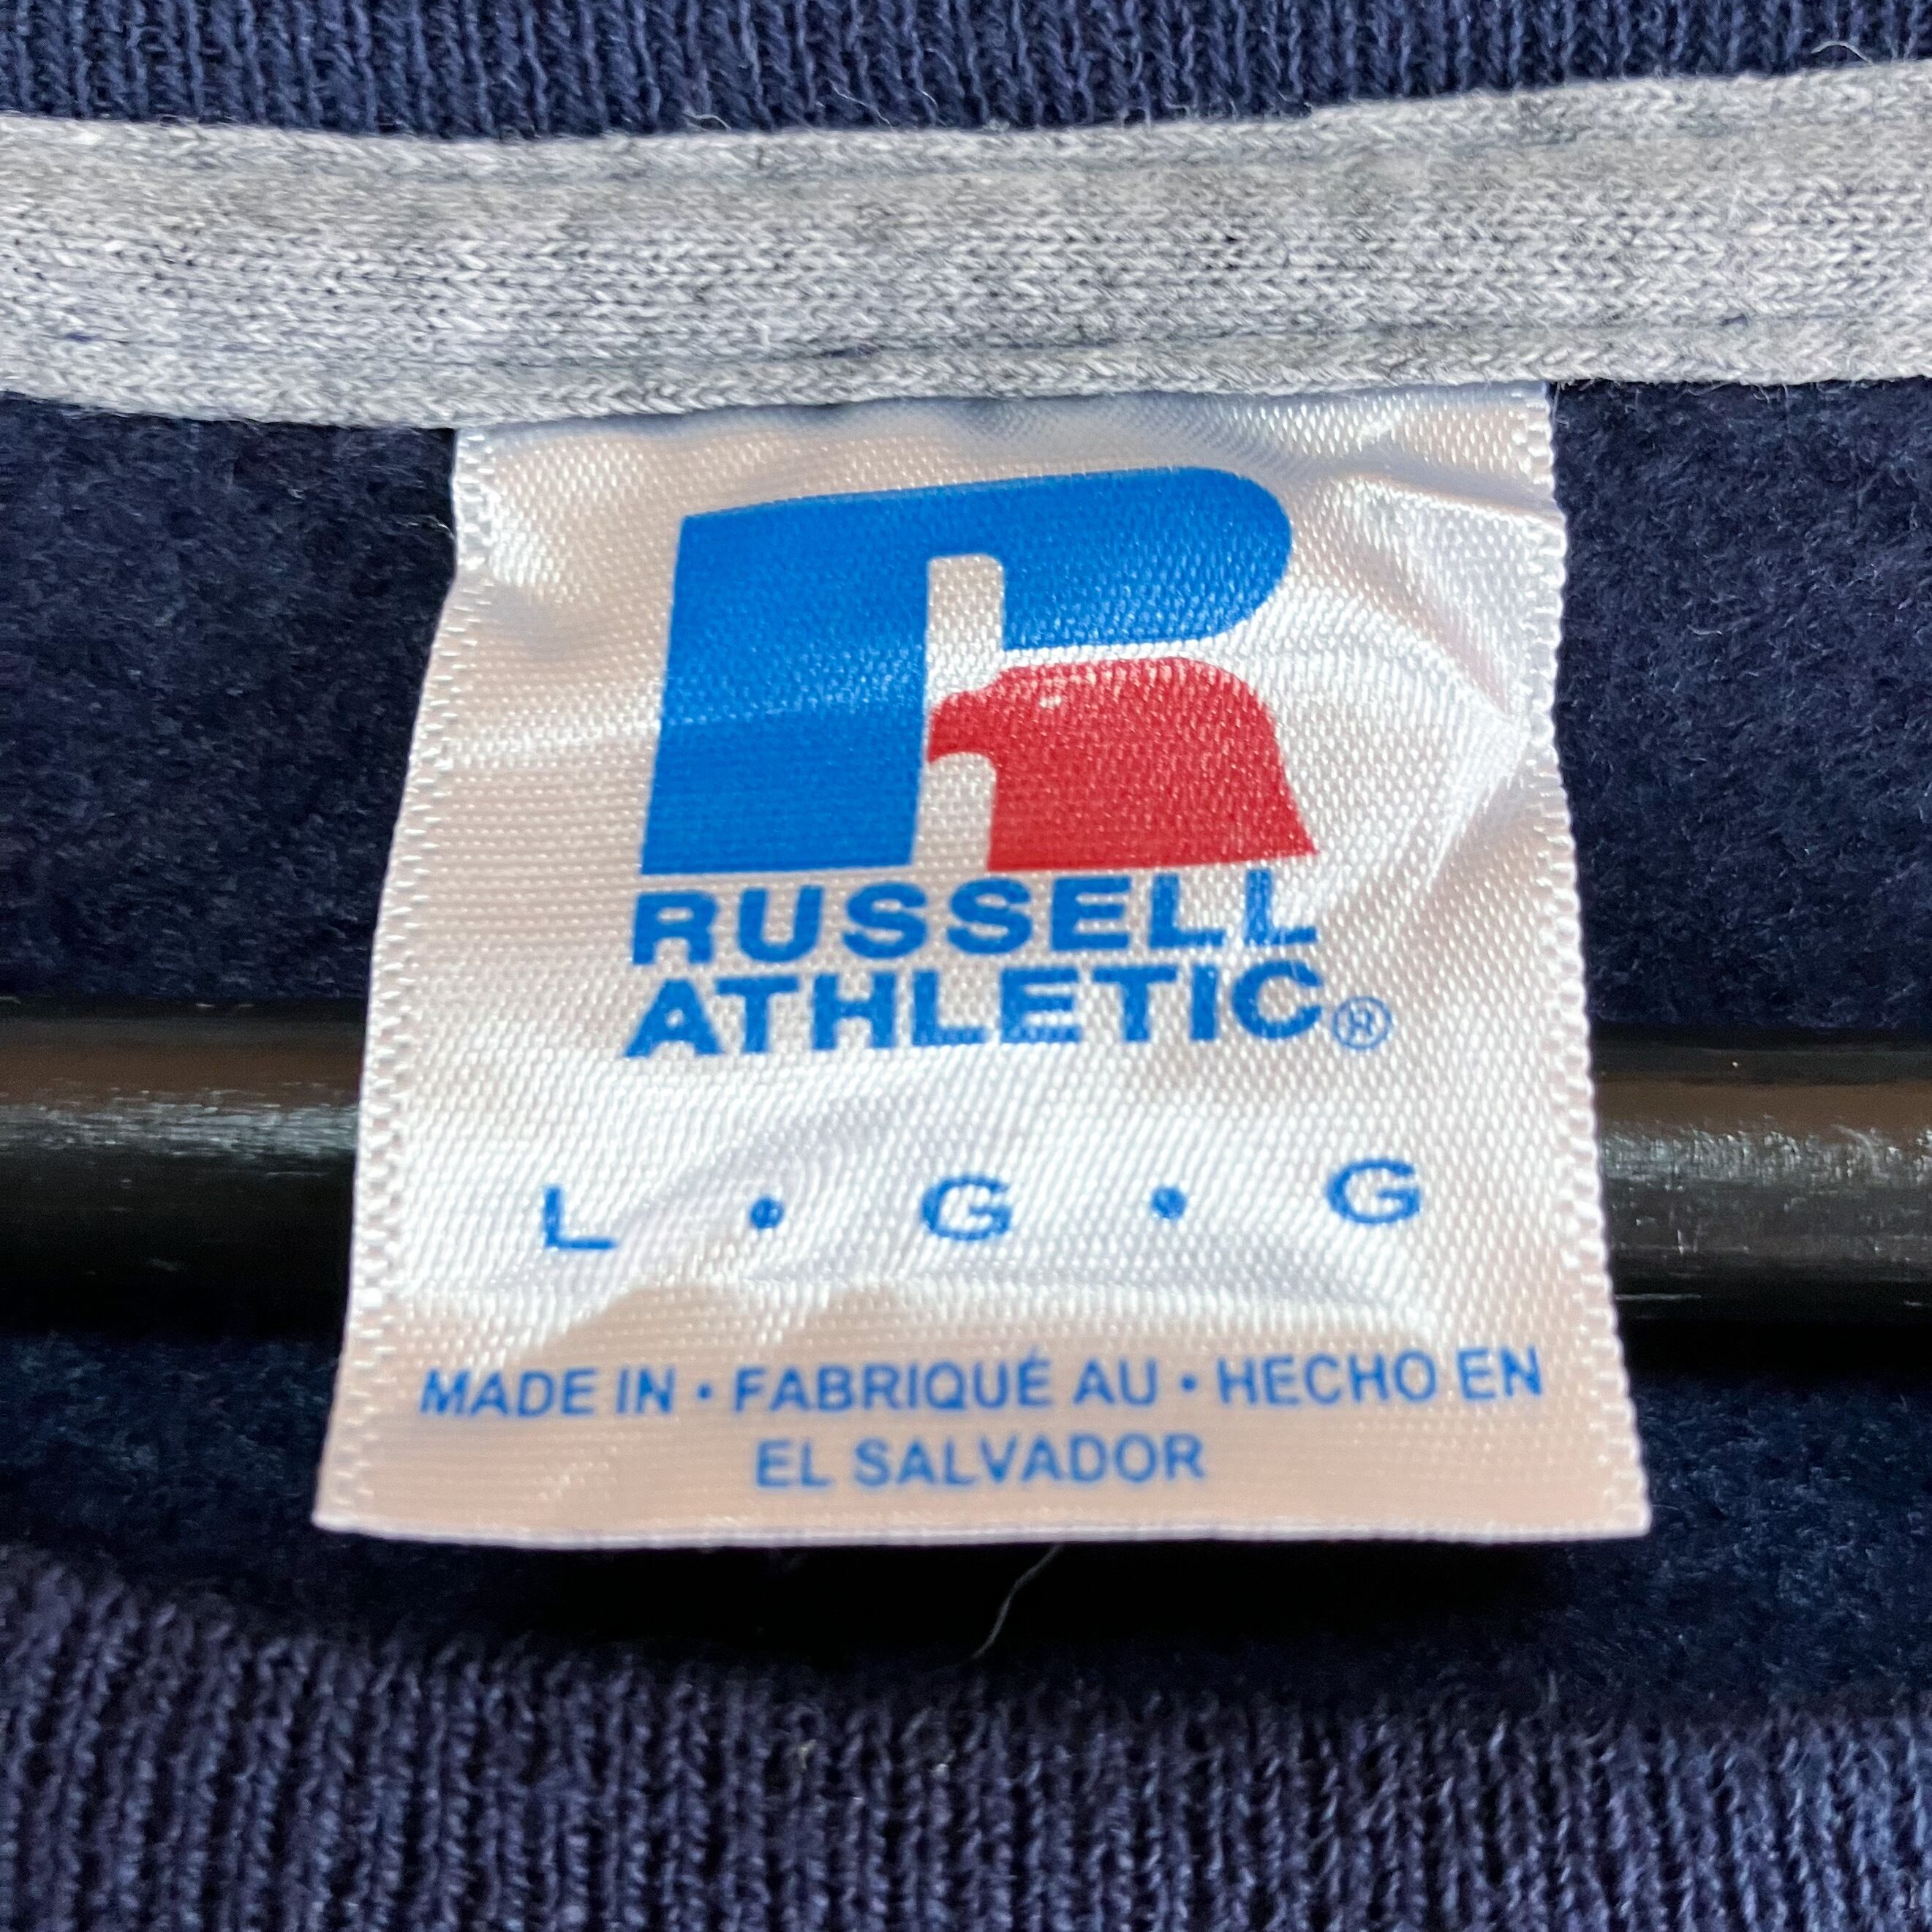 RUSSELL
ATHLETIC®
L • G • G
MADE IN • FABRIQUÉ AU • HECHO EN
EL SALVADOR